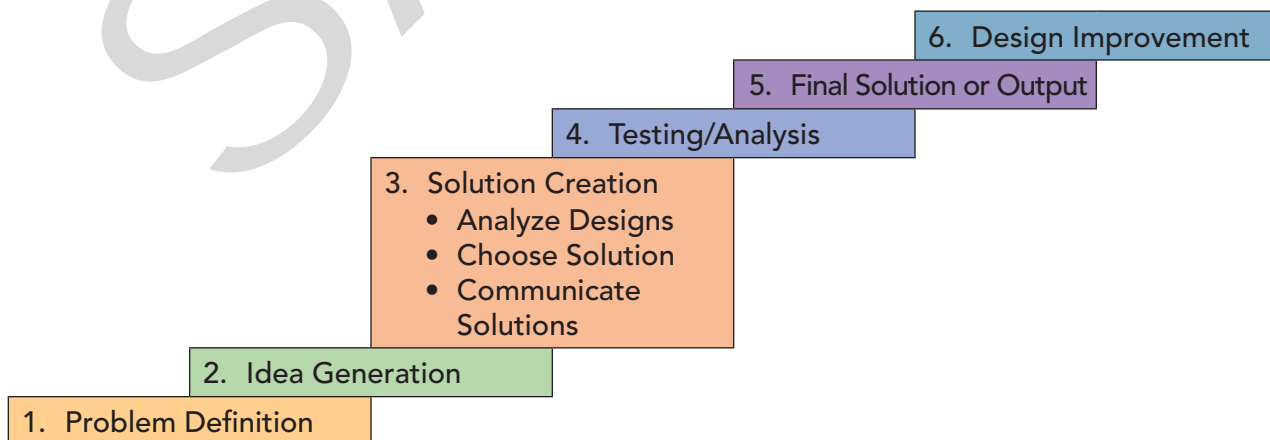 1. Problem Definition
2. Idea Generation
3. Solution Creation
• Analyze Designs
• Choose Solution
• Communicate
Solutions
4. Testing/Analysis
5. Final Solution or Output
6. Design Improvement